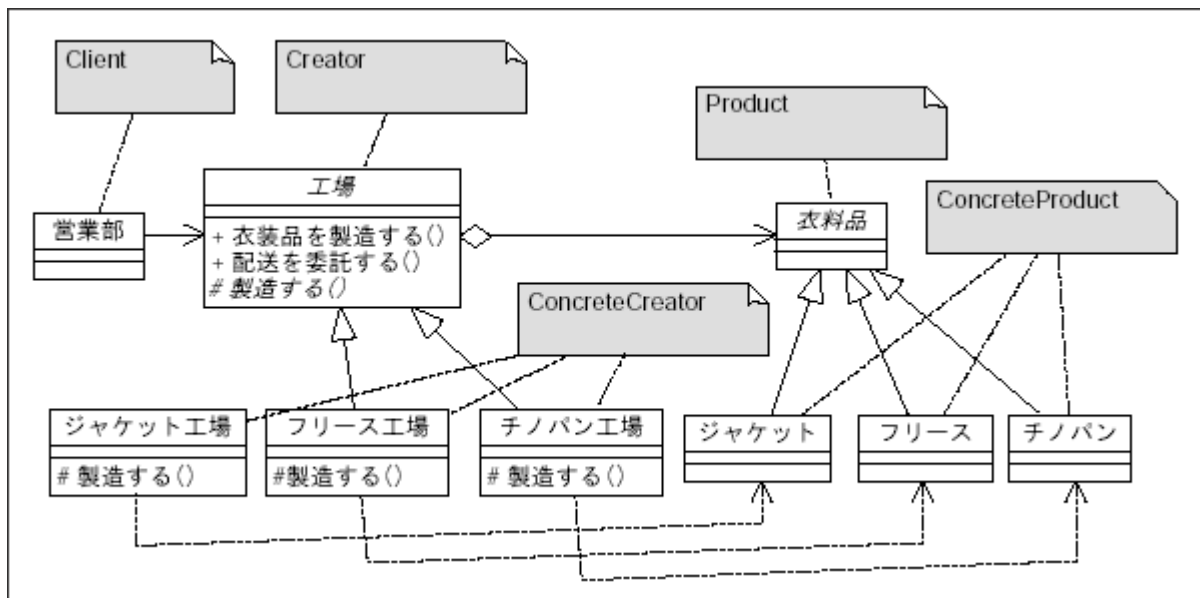 Client
Creator
Product
工場
ConcreteProduct
営業部
+ 衣装品を製造する()
+ 配送を委託する()
# 製造する()
衣料品
ConcreteCreator
ジャケット工場
# 製造する()
フリース工場
#製造する()
チノパン工場
# 製造する()
ジャケット
フリース
チノパン